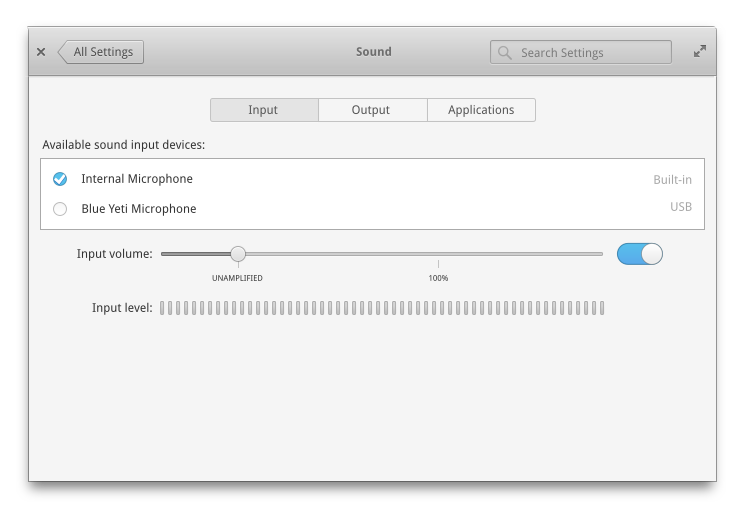 All Settings
Sound
Search Settings
Input
Output
Applications
Available sound input devices:
Internal Microphone
Built-in
Blue Yeti Microphone
USB
Input volume:
UNAMPLIFIED
100%
Input level: